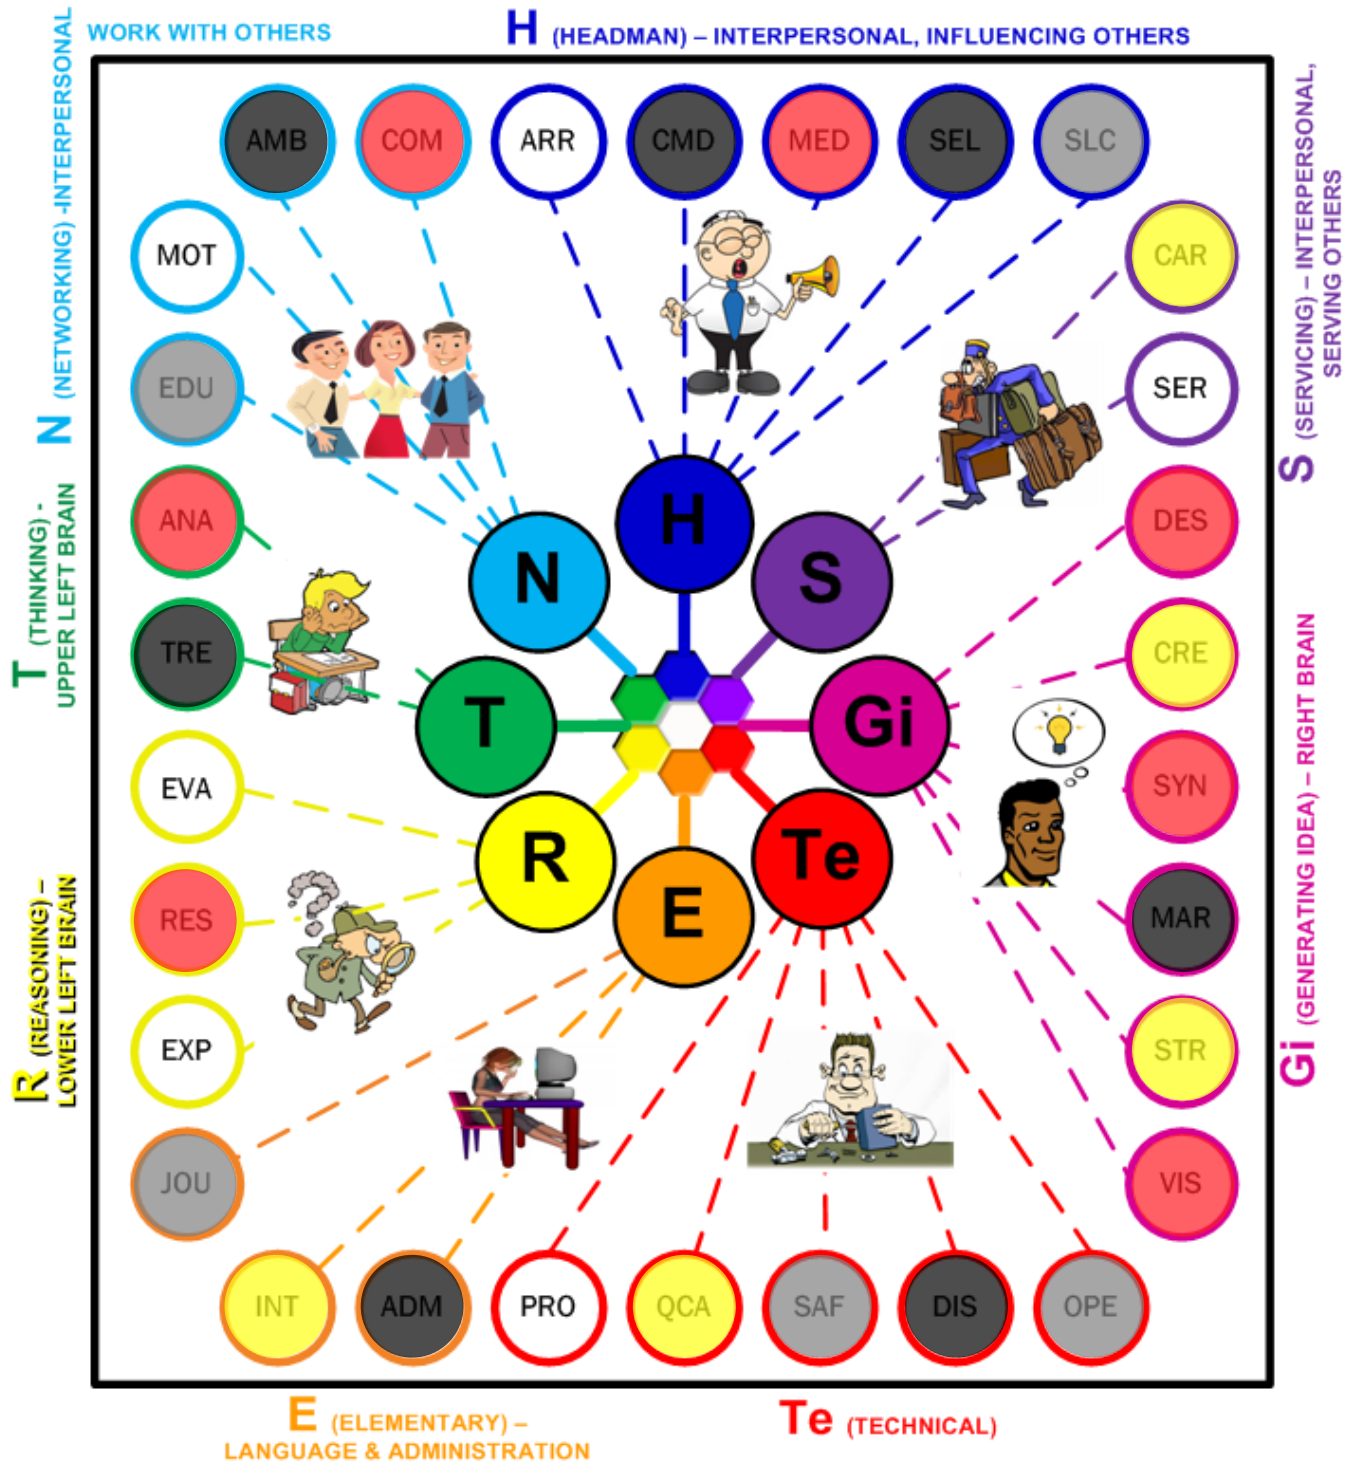 WORK WITH OTHERS
H (HEADMAN) – INTERPERSONAL, INFLUENCING OTHERS
N (NETWORKING) -INTERPERSONAL
T (THINKING) -
UPPER LEFT BRAIN
R (REASONING) –
LOWER LEFT BRAIN
S (SERVICING) – INTERPERSONAL,
SERVING OTHERS
Gi (GENERATING IDEA) – RIGHT BRAIN
AMB COM ARR CMD MED SEL SLC
MOT CAR
EDU SER
ANA DES
H
N S
TRE CRE
T Gi
EVA SYN
R Te
E
RES MAR
EXP STR
JOU VIS
INT ADM PRO QCA SAF DIS OPE
E (ELEMENTARY) –
LANGUAGE & ADMINISTRATION
Te (TECHNICAL)